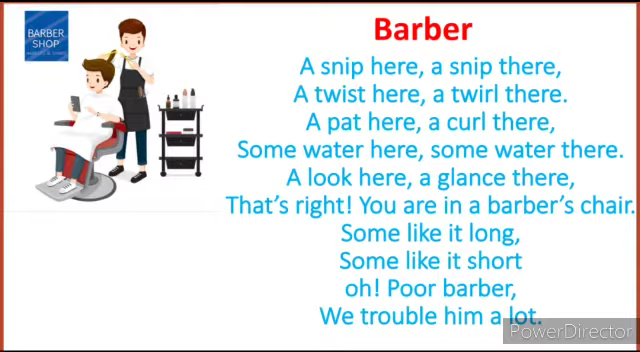 BARBER
SHOP
Barber
A snip here, a snip there,
A twist here, a twirl there.
A pat here, a curl there,
Some water here, some water there.
A look here, a glance there,
That's right! You are in a barber's chair.
Some like it long,
Some like it short
oh! Poor barber,
We trouble him a lot.
PowerDirector